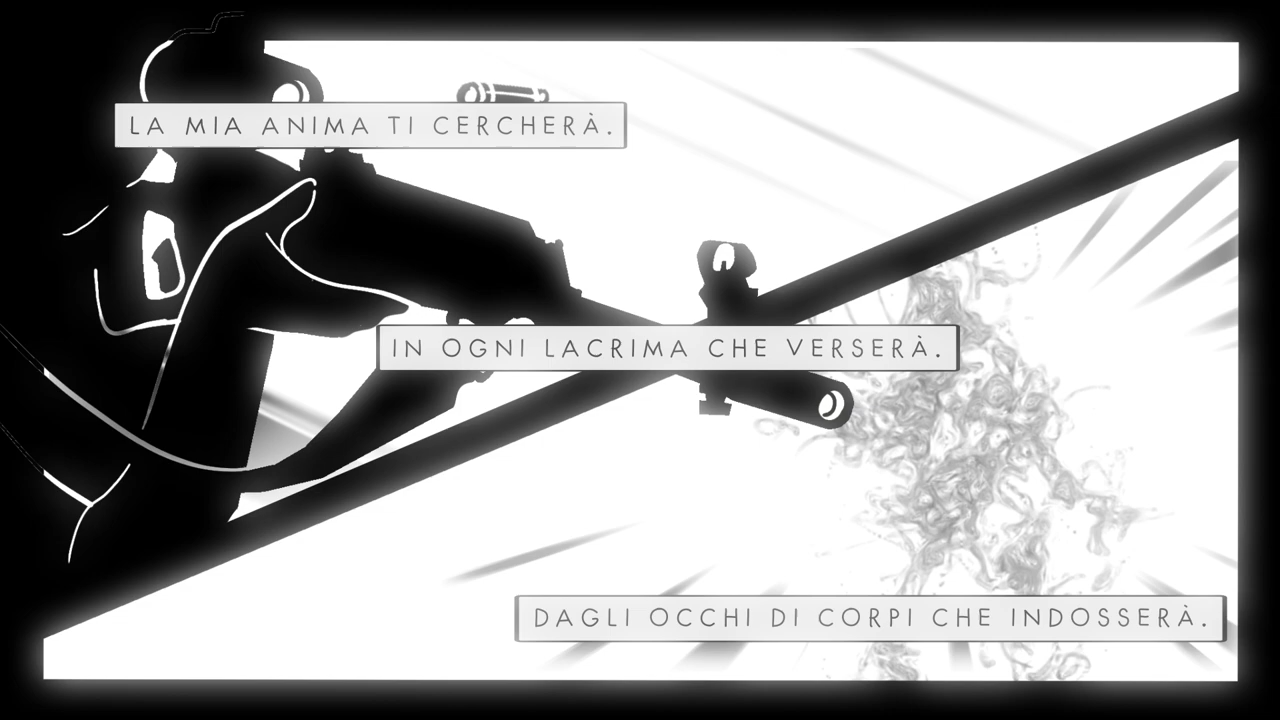 LA MIA ANIMA TI CERCHERÀ.
IN OGNI LACRIMA CHE VERSERÀ.
DAGLI OCCHI DI CORPI CHE INDOSSERÀ.